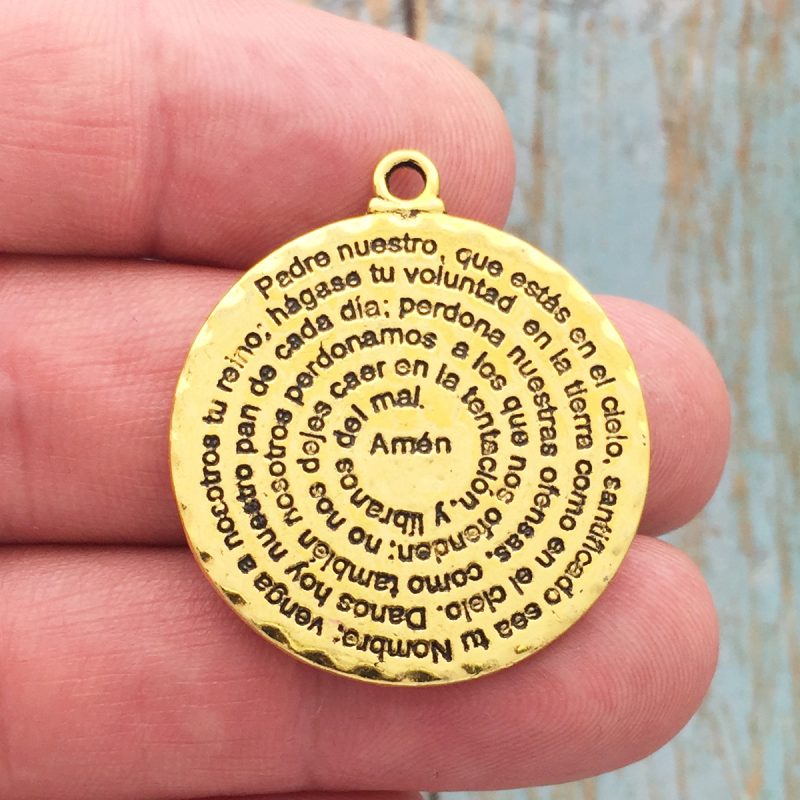 Padre nuestro, que estás en el cielo, santificado sea tu Nombre; venga a nosotros tu reino; hágase tu voluntad en la tierra como en el cielo. Danos hoy nuestro pan de cada día; perdona nuestras ofensas, como también nosotros perdonamos a los que nos ofenden; no nos dejes caer en la tentación, y líbranos del mal.
Amén